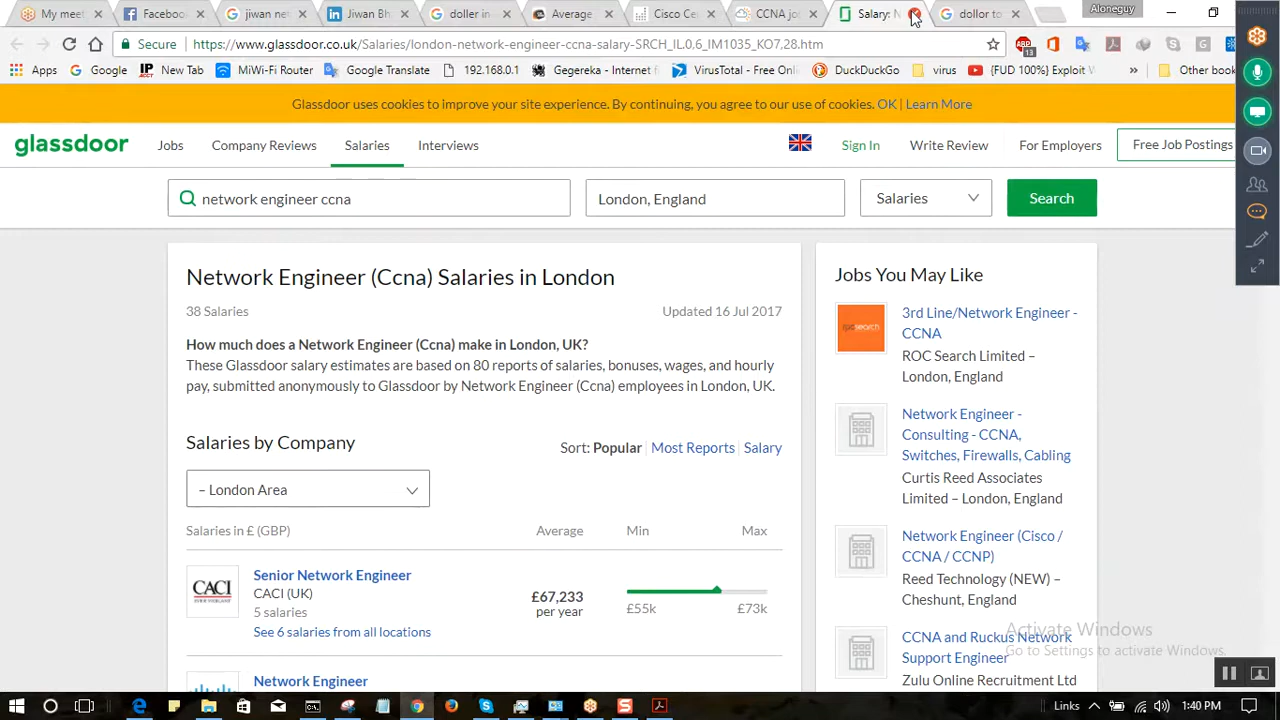 My meet
Faceboo
jiwan net
Jiwan Bh
doller in
Average
Cisco Ce
CCNA jo
Salary: N
dollor to
Aloneguy
Secure
https://www.glassdoor.co.uk/Salaries/london-network-engineer-ccna-salary-SRCH_IL.0.6_IM1035_KO7,28.htm
13
Apps
Google
New Tab
MiWi-Fi Router
Google Translate
192.168.0.1
Gegereka - Internet f
VirusTotal - Free Onli
DuckDuckGo
virus
{FUD 100%} Exploit W
»
Other book
Glassdoor uses cookies to improve your site experience. By continuing, you agree to our use of cookies. OK | Learn More
glassdoor
Jobs
Company Reviews
Salaries
Interviews
Sign In
Write Review
For Employers
Free Job Postings
network engineer ccna
London, England
Salaries
Search
Network Engineer (Ccna) Salaries in London
38 Salaries
Updated 16 Jul 2017
How much does a Network Engineer (Ccna) make in London, UK?
These Glassdoor salary estimates are based on 80 reports of salaries, bonuses, wages, and hourly
pay, submitted anonymously to Glassdoor by Network Engineer (Ccna) employees in London, UK.
Salaries by Company
Sort: Popular | Most Reports | Salary
– London Area
Salaries in £ (GBP)
Average
Min
Max
CACI
Senior Network Engineer
CACI (UK)
5 salaries
See 6 salaries from all locations
£67,233
per year
£55k
£73k
Network Engineer
Jobs You May Like
3rd Line/Network Engineer -
CCNA
ROC Search Limited –
London, England
Network Engineer -
Consulting - CCNA,
Switches, Firewalls, Cabling
Curtis Reed Associates
Limited – London, England
Network Engineer (Cisco /
CCNA / CCNP)
Reed Technology (NEW) –
Cheshunt, England
CCNA and Ruckus Network
Support Engineer
Zulu Online Recruitment Ltd
Activate Windows
Go to Settings to activate Windows.
Links
1:40 PM